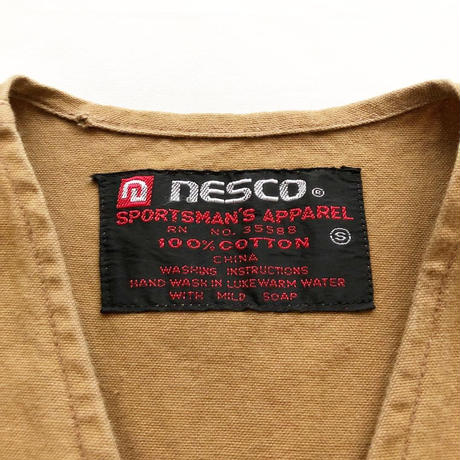 n nesco®
SPORTSMAN'S APPAREL
RN NO. 35588
100% COTTON
S
CHINA
WASHING INSTRUCTIONS
HAND WASH IN LUKEWARM WATER
WITH MILD SOAP